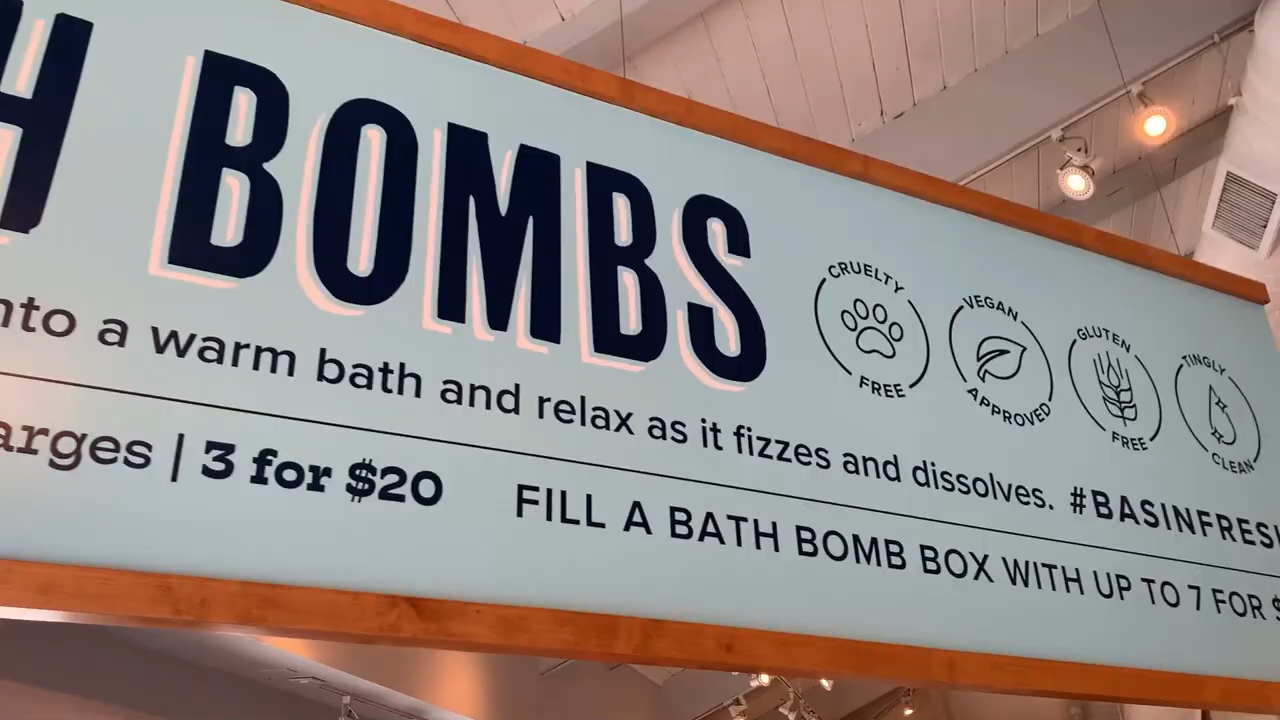 H BOMBS
nto a warm bath and relax as it fizzes and dissolves. #BASINFRESH
arges | 3 for $20 FILL A BATH BOMB BOX WITH UP TO 7 FOR $
CRUELTY FREE
VEGAN APPROVED
GLUTEN FREE
TINGLY CLEAN